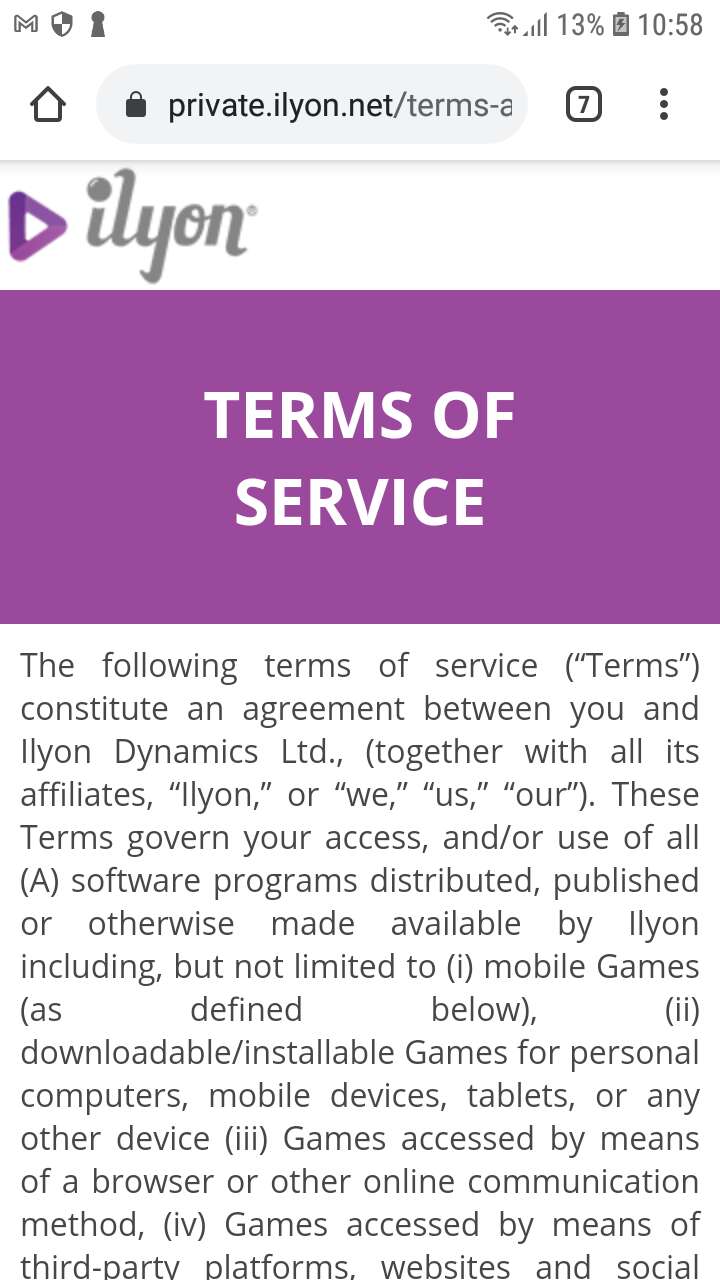 13% 10:58
private.ilyon.net/terms-a
7
ilyon®
TERMS OF
SERVICE
The following terms of service (“Terms”)
constitute an agreement between you and
Ilyon Dynamics Ltd., (together with all its
affiliates, “Ilyon,” or “we,” “us,” “our”). These
Terms govern your access, and/or use of all
(A) software programs distributed, published
or otherwise made available by Ilyon
including, but not limited to (i) mobile Games
(as defined below), (ii)
downloadable/installable Games for personal
computers, mobile devices, tablets, or any
other device (iii) Games accessed by means
of a browser or other online communication
method, (iv) Games accessed by means of
third-party platforms, websites and social